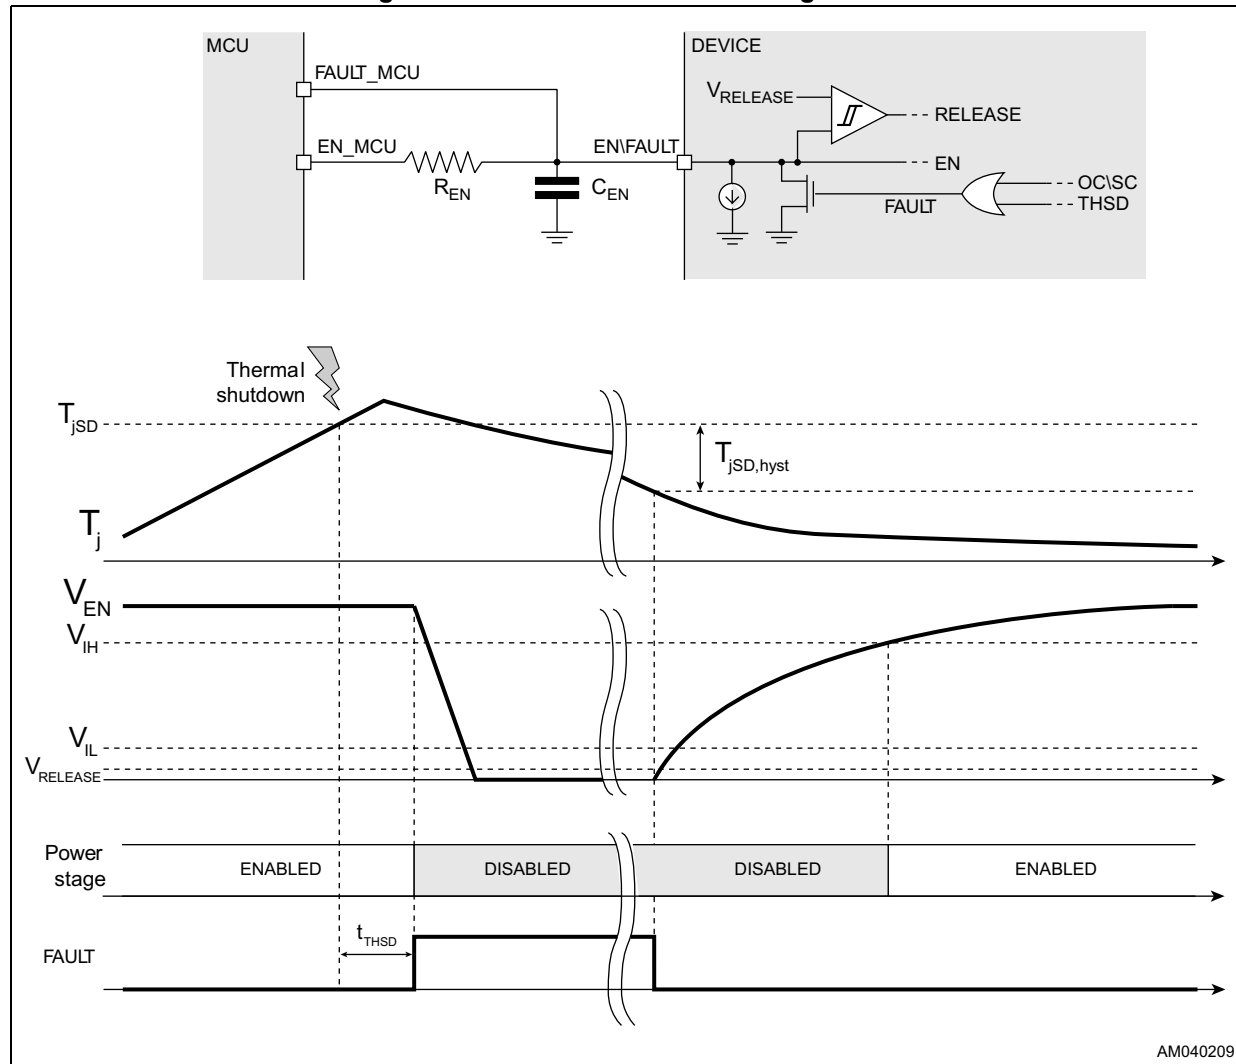 MCU
DEVICE
FAULT_MCU
VRELEASE
RELEASE
EN_MCU
EN\FAULT
EN
REN
CEN
OC\SC
FAULT
THSD
Thermal
shutdown
TjSD
TjSD,hyst
Tj
VEN
VIH
VIL
VRELEASE
Power
stage
ENABLED
DISABLED
DISABLED
ENABLED
tTHSD
FAULT
AM040209